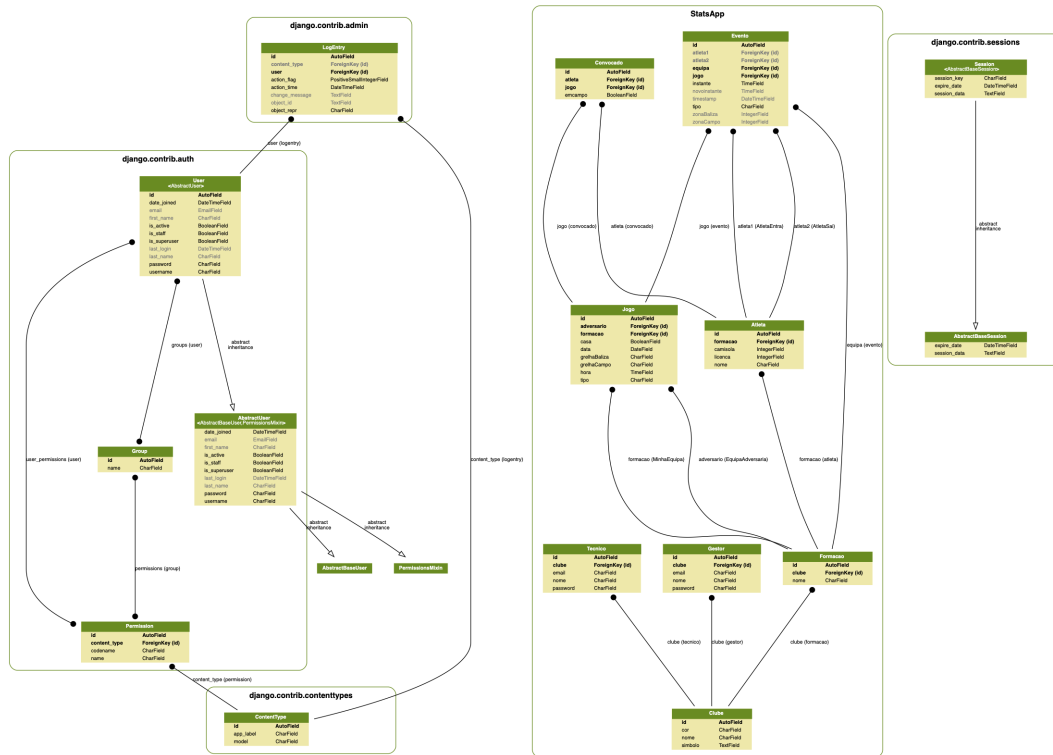 django.contrib.admin
LogEntry
id AutoField
content_type ForeignKey (id)
user ForeignKey (id)
action_flag PositiveSmallIntegerField
action_time DateTimeField
change_message TextField
object_id TextField
object_repr CharField
user (logentry)
django.contrib.auth
User
<AbstractUser>
id AutoField
date_joined DateTimeField
email EmailField
first_name CharField
is_active BooleanField
is_staff BooleanField
is_superuser BooleanField
last_login DateTimeField
last_name CharField
password CharField
username CharField
groups (user)
abstract
inheritance
user_permissions (user)
content_type (logentry)
AbstractUser
<AbstractBaseUser,PermissionsMixin>
date_joined DateTimeField
email EmailField
first_name CharField
is_active BooleanField
is_staff BooleanField
is_superuser BooleanField
last_login DateTimeField
last_name CharField
password CharField
username CharField
Group
id AutoField
name CharField
abstract
inheritance
abstract
inheritance
AbstractBaseUser
PermissionsMixin
permissions (group)
Permission
id AutoField
content_type ForeignKey (id)
codename CharField
name CharField
content_type (permission)
django.contrib.contenttypes
ContentType
id AutoField
app_label CharField
model CharField
StatsApp
Convocado
id AutoField
atleta ForeignKey (id)
jogo ForeignKey (id)
emcampo BooleanField
Evento
id AutoField
atleta1 ForeignKey (id)
atleta2 ForeignKey (id)
equipa ForeignKey (id)
jogo ForeignKey (id)
instante TimeField
novoinstante TimeField
timestamp DateTimeField
tipo CharField
zonaBaliza IntegerField
zonaCampo IntegerField
jogo (convocado)
atleta (convocado)
jogo (evento)
atleta1 (AtletaEntra)
atleta2 (AtletaSai)
equipa (evento)
Jogo
id AutoField
adversario ForeignKey (id)
formacao ForeignKey (id)
casa BooleanField
data DateField
grelhaBaliza CharField
grelhaCampo CharField
hora TimeField
tipo CharField
Atleta
id AutoField
formacao ForeignKey (id)
camisola IntegerField
licenca IntegerField
nome CharField
formacao (MinhaEquipa)
adversario (EquipaAdversaria)
formacao (atleta)
Tecnico
id AutoField
clube ForeignKey (id)
email CharField
nome CharField
password CharField
Gestor
id AutoField
clube ForeignKey (id)
email CharField
nome CharField
password CharField
Formacao
id AutoField
clube ForeignKey (id)
nome CharField
clube (tecnico)
clube (gestor)
clube (formacao)
Clube
id AutoField
cor CharField
nome CharField
simbolo TextField
django.contrib.sessions
Session
<AbstractBaseSession>
session_key CharField
expire_date DateTimeField
session_data TextField
abstract
inheritance
AbstractBaseSession
expire_date DateTimeField
session_data TextField